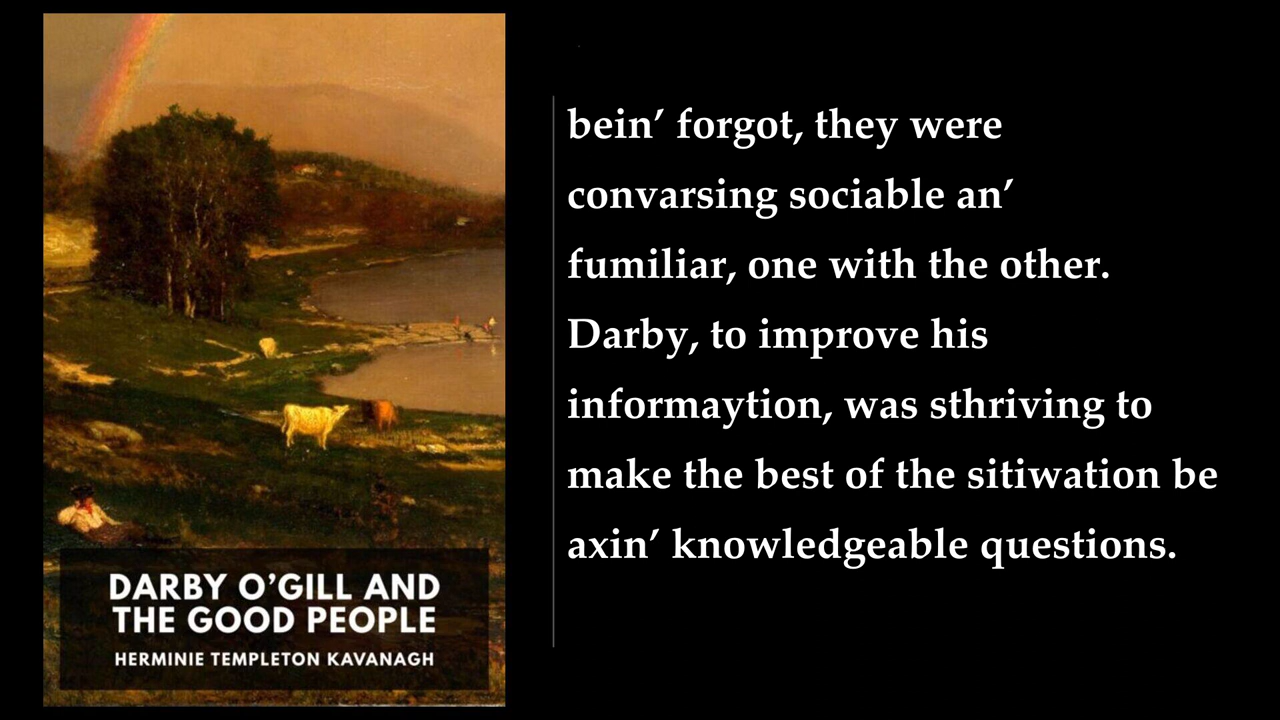 bein’ forgot, they were
convarsing sociable an’
fumiliar, one with the other.
Darby, to improve his
informaytion, was sthriving to
make the best of the sitiwation be
axin’ knowledgeable questions.
DARBY O’GILL AND
THE GOOD PEOPLE
HERMINIE TEMPLETON KAVANAGH